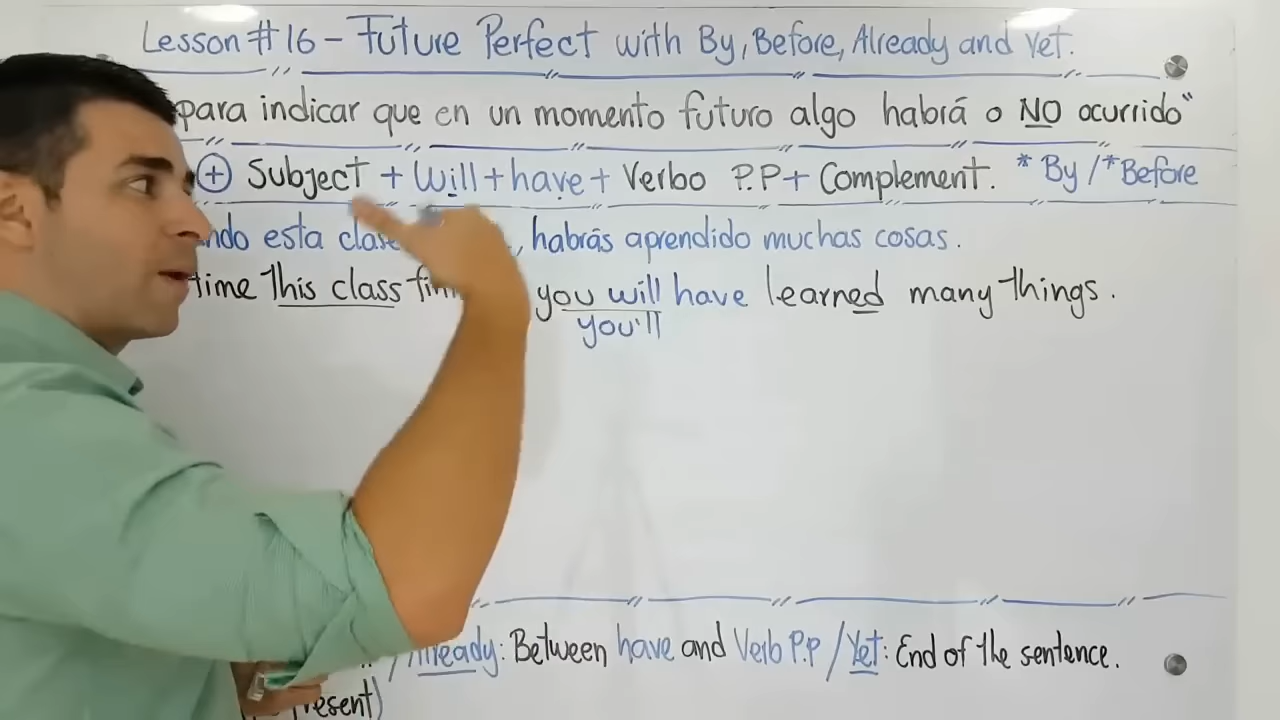 Lesson # 16 - Future Perfect with By, Before, Already and Yet.
para indicar que en un momento futuro algo habrá o NO ocurrido"
(+) Subject + Will + have + Verbo P.P + Complement. * By / * Before
esta , habrás aprendido muchas cosas.
time this class you will have learned many things.
you'll
/ Already: Between have and Verb P.p / Yet: End of the sentence.